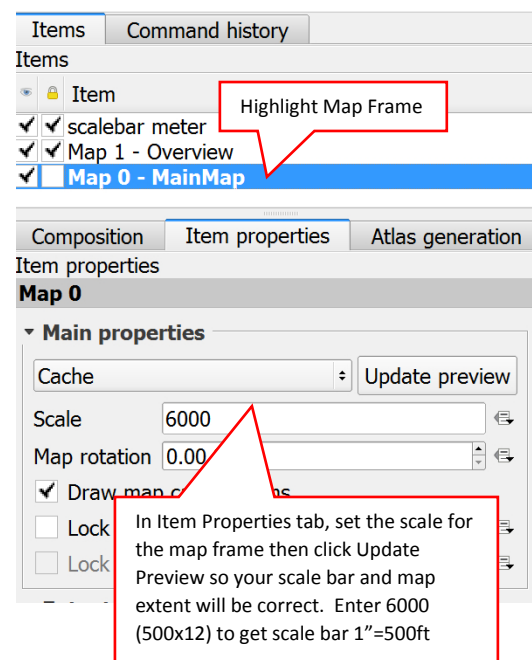 Items Command history
Items
Item
Highlight Map Frame
scalebar meter
Map 1 - Overview
Map 0 - MainMap
Composition Item properties Atlas generation
Item properties
Map 0
Main properties
Cache Update preview
Scale 6000
Map rotation 0.00
Draw map
Lock
Lock
In Item Properties tab, set the scale for
the map frame then click Update
Preview so your scale bar and map
extent will be correct. Enter 6000
(500x12) to get scale bar 1”=500ft